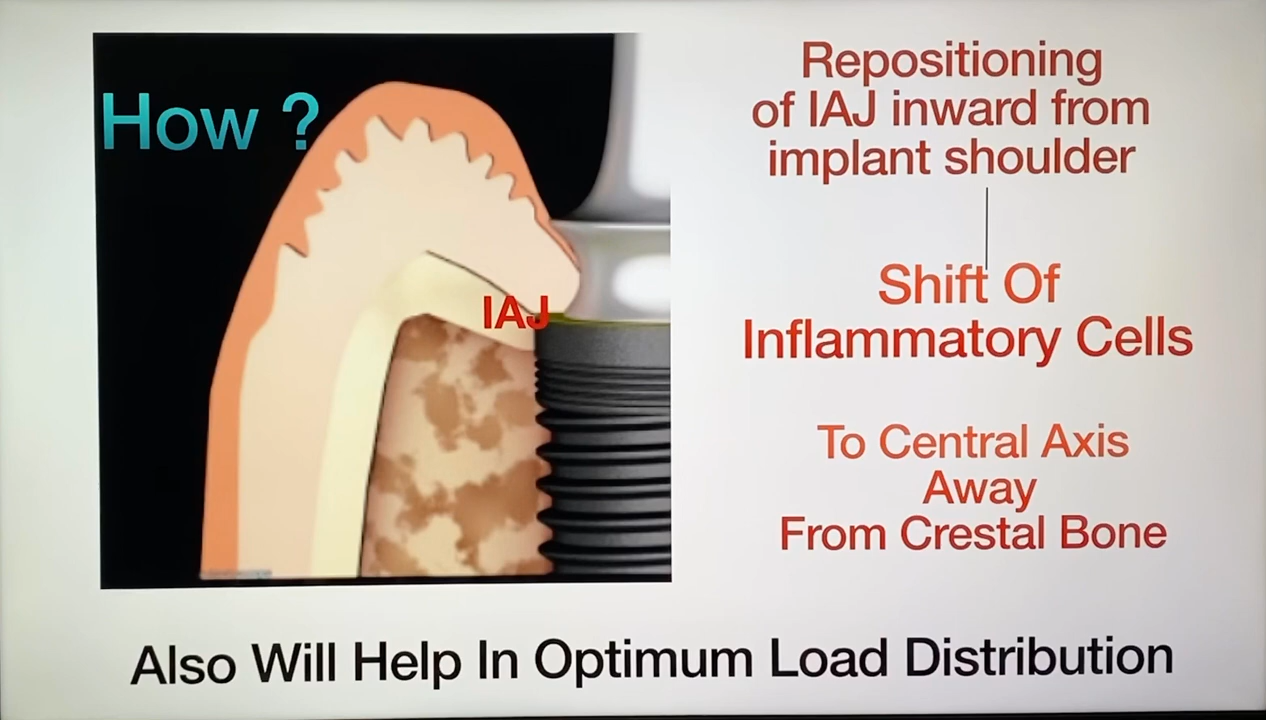 How ?
IAJ
Repositioning
of IAJ inward from
implant shoulder
Shift Of
Inflammatory Cells
To Central Axis
Away
From Crestal Bone
Also Will Help In Optimum Load Distribution